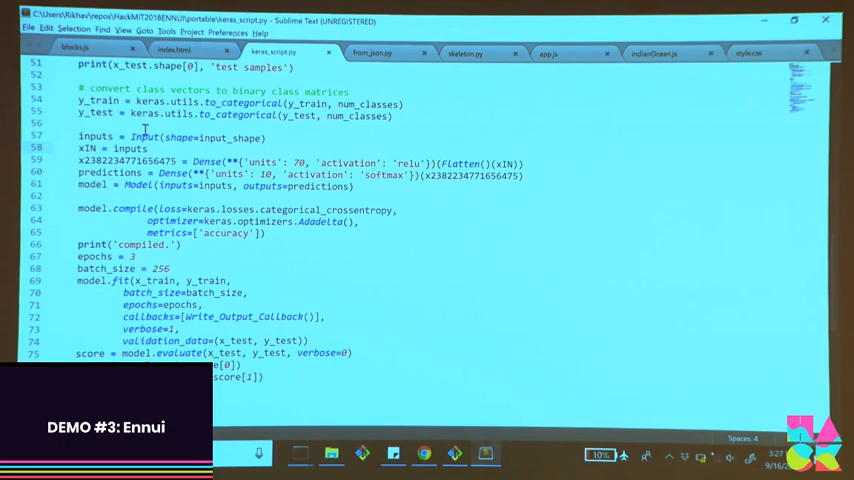 C:\Users\Rikhav\repos\HackMIT2018ENNUI\portable\keras_script.py - Sublime Text (UNREGISTERED)
File Edit Selection Find View Goto Tools Project Preferences Help
blocks.js index.html keras_script.py from_json.py skeleton.py app.js indianOcean.js style.css
51 print(x_test.shape[0], 'test samples')
52
53 # convert class vectors to binary class matrices
54 y_train = keras.utils.to_categorical(y_train, num_classes)
55 y_test = keras.utils.to_categorical(y_test, num_classes)
56
57 inputs = Input(shape=input_shape)
58 xIN = inputs
59 x2382234771656475 = Dense(**{'units': 70, 'activation': 'relu'})(Flatten()(xIN))
60 predictions = Dense(**{'units': 10, 'activation': 'softmax'})(x2382234771656475)
61 model = Model(inputs=inputs, outputs=predictions)
62
63 model.compile(loss=keras.losses.categorical_crossentropy,
64 optimizer=keras.optimizers.Adadelta(),
65 metrics=['accuracy'])
66 print('compiled.')
67 epochs = 3
68 batch_size = 256
69 model.fit(x_train, y_train,
70 batch_size=batch_size,
71 epochs=epochs,
72 callbacks=[Write_Output_Callback()],
73 verbose=1,
74 validation_data=(x_test, y_test))
75 score = model.evaluate(x_test, y_test, verbose=0)
[0])
score[1])
DEMO #3: Ennui
Spaces: 4
10%
3:27
9/16/2
HACK